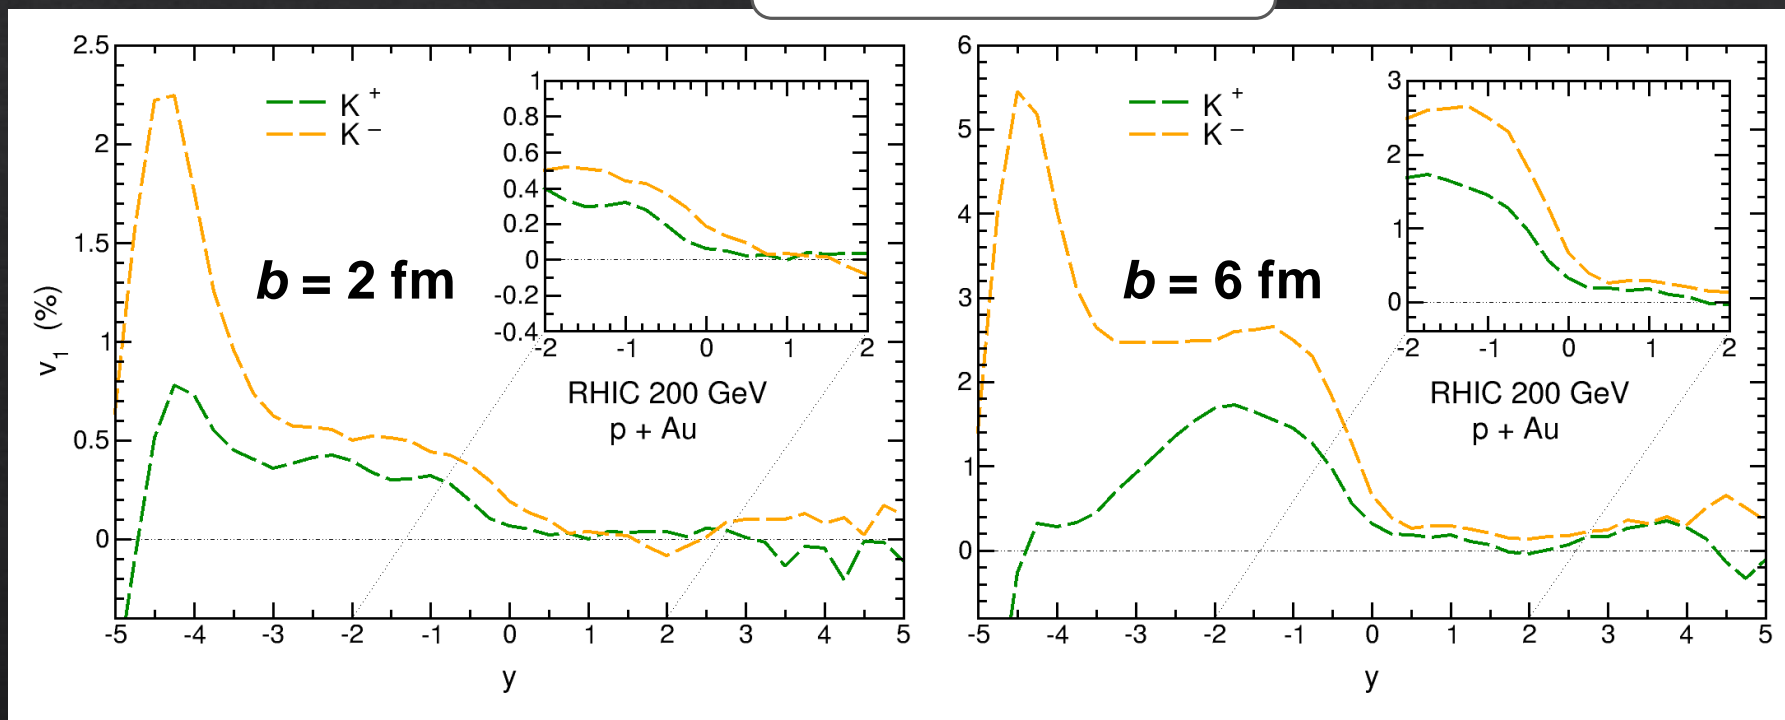 2.5
2
1.5
1
0.5
0
v1 (%)
K+
K−
b = 2 fm
1
0.8
0.6
0.4
0.2
0
-0.2
-0.4
-2 -1 0 1 2
RHIC 200 GeV
p + Au
-5 -4 -3 -2 -1 0 1 2 3 4 5
y
6
5
4
3
2
1
0
K+
K−
b = 6 fm
3
2
1
0
-2 -1 0 1 2
RHIC 200 GeV
p + Au
-5 -4 -3 -2 -1 0 1 2 3 4 5
y